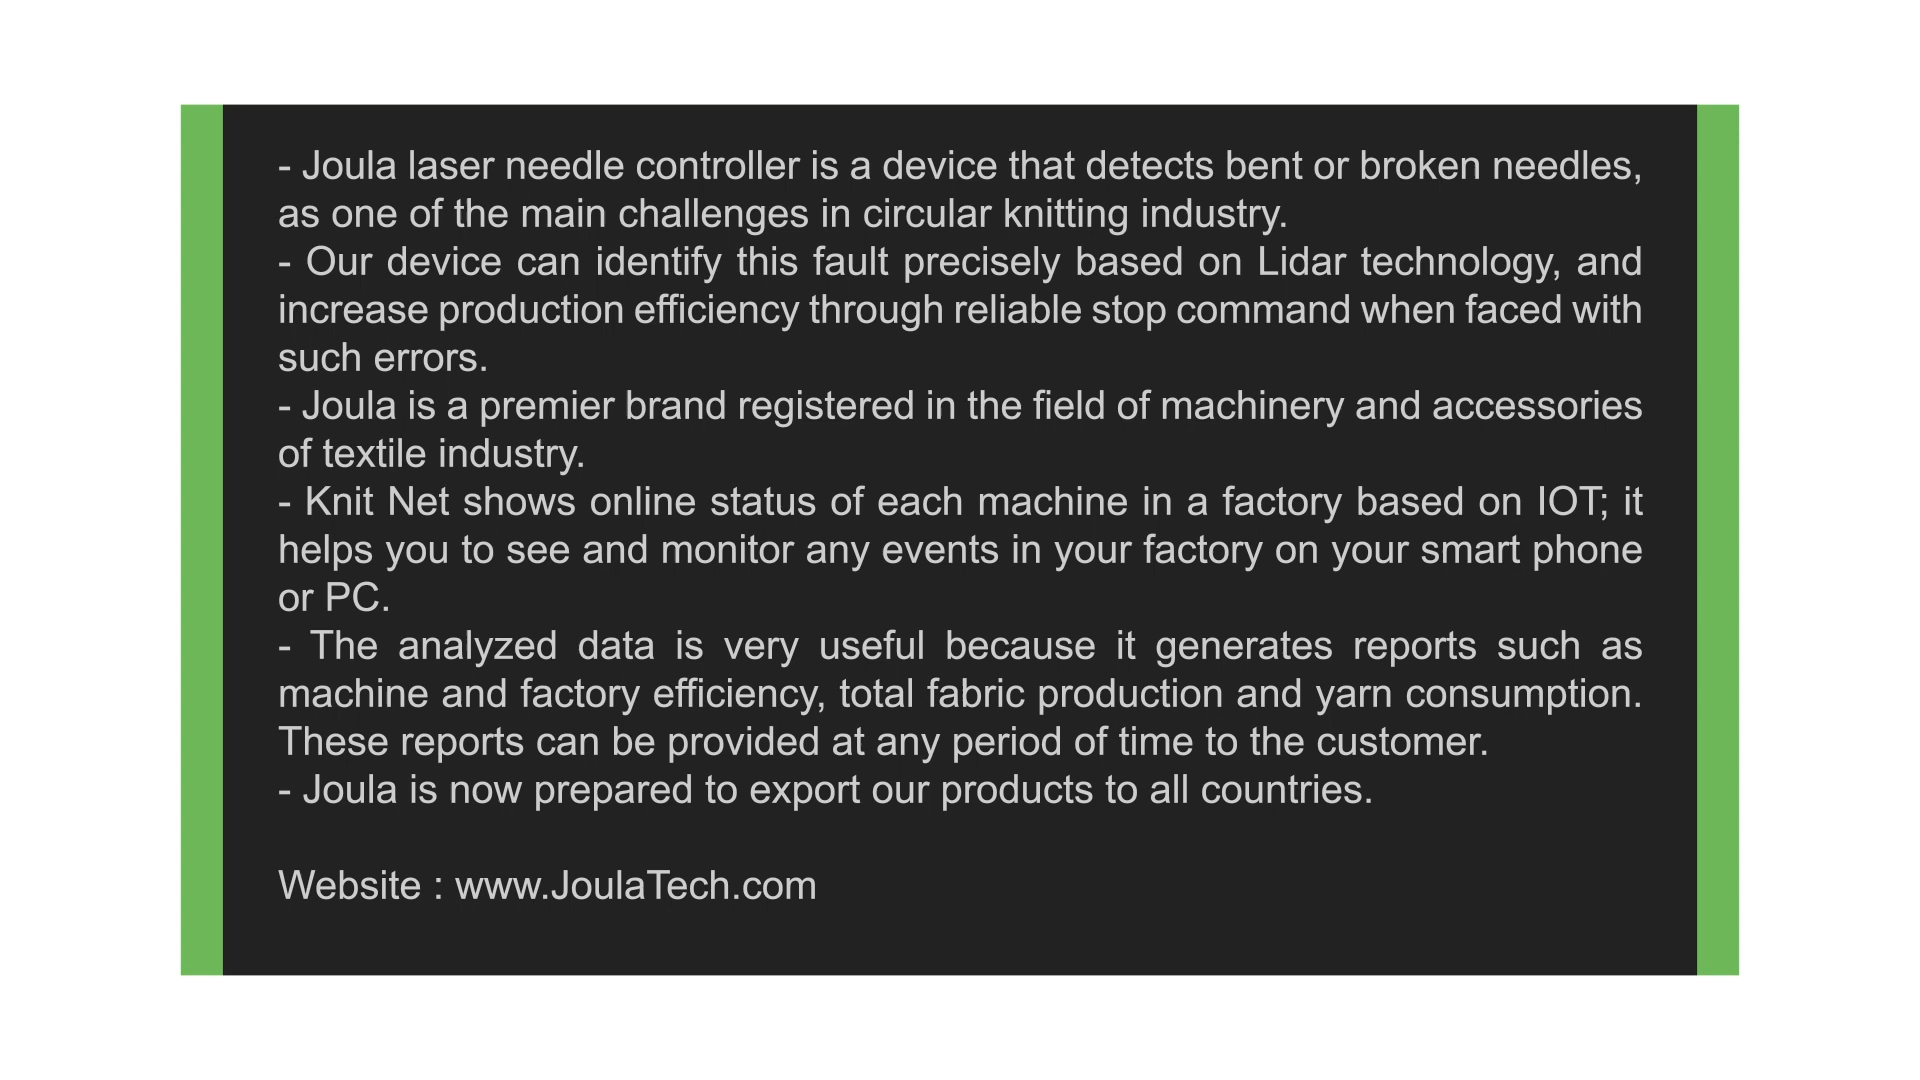 - Joula laser needle controller is a device that detects bent or broken needles,
as one of the main challenges in circular knitting industry.
- Our device can identify this fault precisely based on Lidar technology, and
increase production efficiency through reliable stop command when faced with
such errors.
- Joula is a premier brand registered in the field of machinery and accessories
of textile industry.
- Knit Net shows online status of each machine in a factory based on IOT; it
helps you to see and monitor any events in your factory on your smart phone
or PC.
- The analyzed data is very useful because it generates reports such as
machine and factory efficiency, total fabric production and yarn consumption.
These reports can be provided at any period of time to the customer.
- Joula is now prepared to export our products to all countries.
Website : www.JoulaTech.com